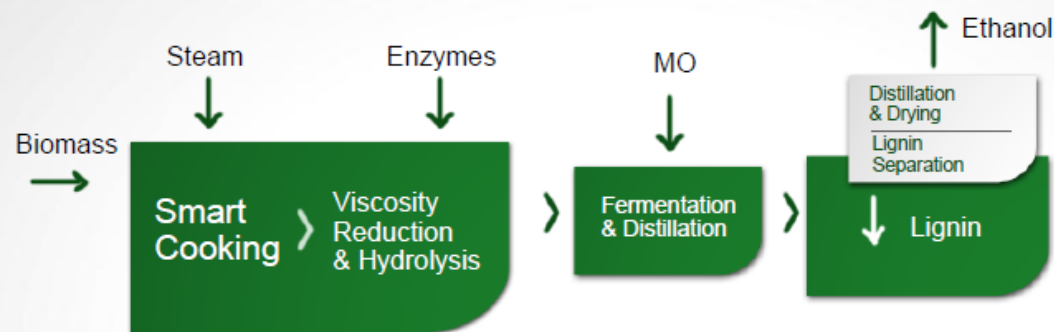 Ethanol
Steam
Enzymes
MO
Distillation
& Drying
Lignin
Separation
Biomass
Smart
Cooking
Viscosity
Reduction
& Hydrolysis
Fermentation
& Distillation
Lignin